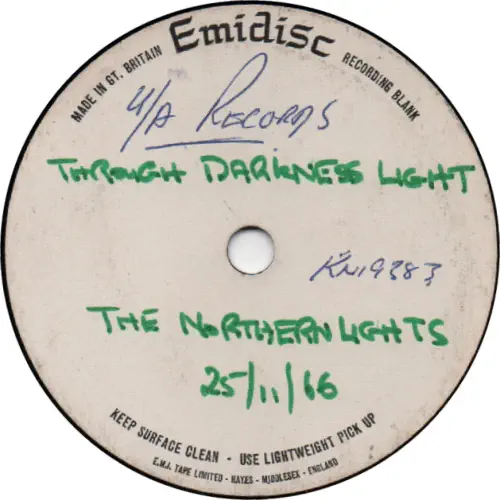 Emidisc
MADE IN GT. BRITAIN
RECORDING BLANK
U/A RECORDS
THROUGH DARKNESS LIGHT
KN19383
THE NORTHERN LIGHTS
25/11/66
KEEP SURFACE CLEAN - USE LIGHTWEIGHT PICK UP
E.M.I. TAPE LIMITED - HAYES - MIDDLESEX - ENGLAND